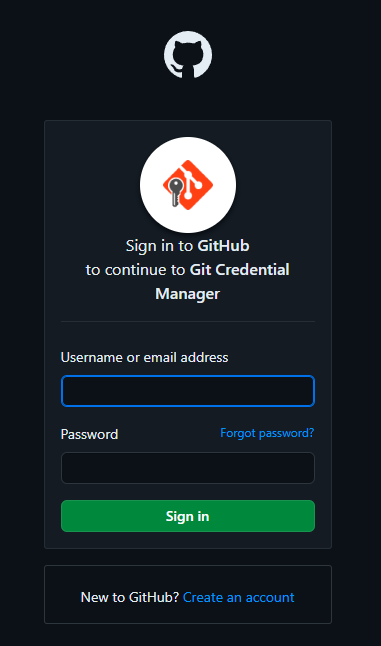 Sign in to GitHub
to continue to Git Credential
Manager
Username or email address
Password
Forgot password?
Sign in
New to GitHub? Create an account